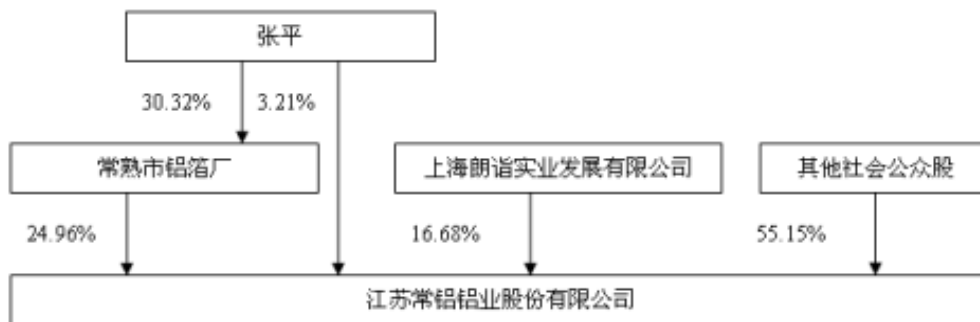 张平
30.32%
3.21%
常熟市铝箔厂
上海朗诣实业发展有限公司
其他社会公众股
24.96%
16.68%
55.15%
江苏常铝铝业股份有限公司